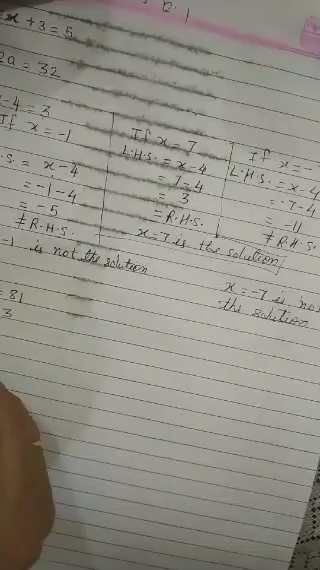 x + 3 = 5
2a = 32
- 4 = 3
If x = -1
S. = x - 4
= -1 - 4
= -5
≠ R.H.S.
-1 is not the solution
If x = 7
L.H.S. = x - 4
= 7 - 4
= 3
= R.H.S.
x = 7 is the solution
If x = -
L.H.S. = x - 4
= -7 - 4
= -11
≠ R.H.S.
x = -7 is not
the solution
= 81
3